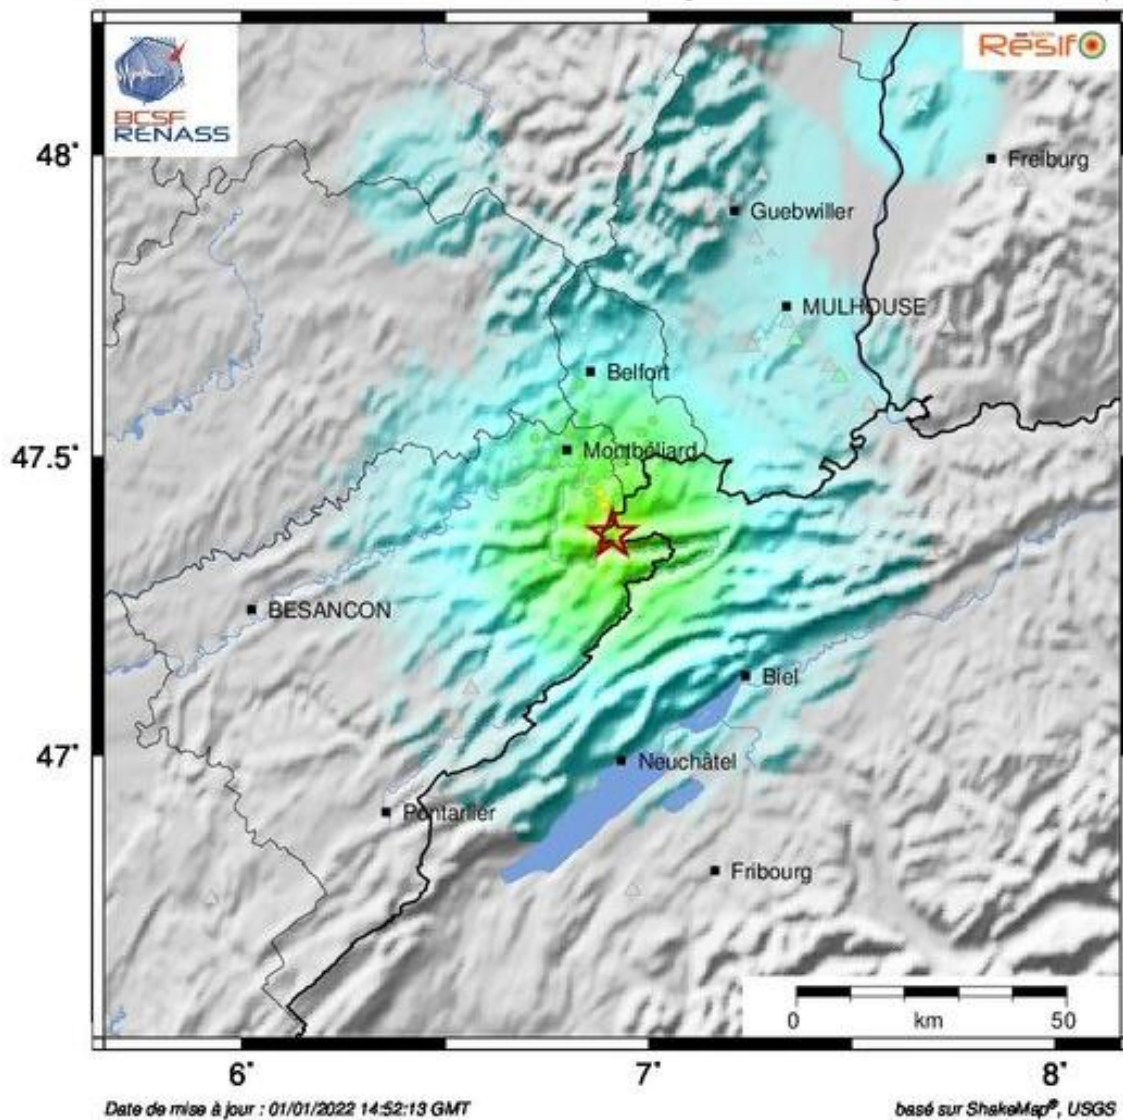 BCSF
RENASS
Résif
48°
Freiburg
Guebwiller
MULHOUSE
Belfort
47.5°
Montbéliard
BESANCON
Biel
47°
Neuchâtel
Pontarlier
Fribourg
0 km 50
6° 7° 8°
Date de mise à jour : 01/01/2022 14:52:13 GMT
basé sur ShakeMap®, USGS